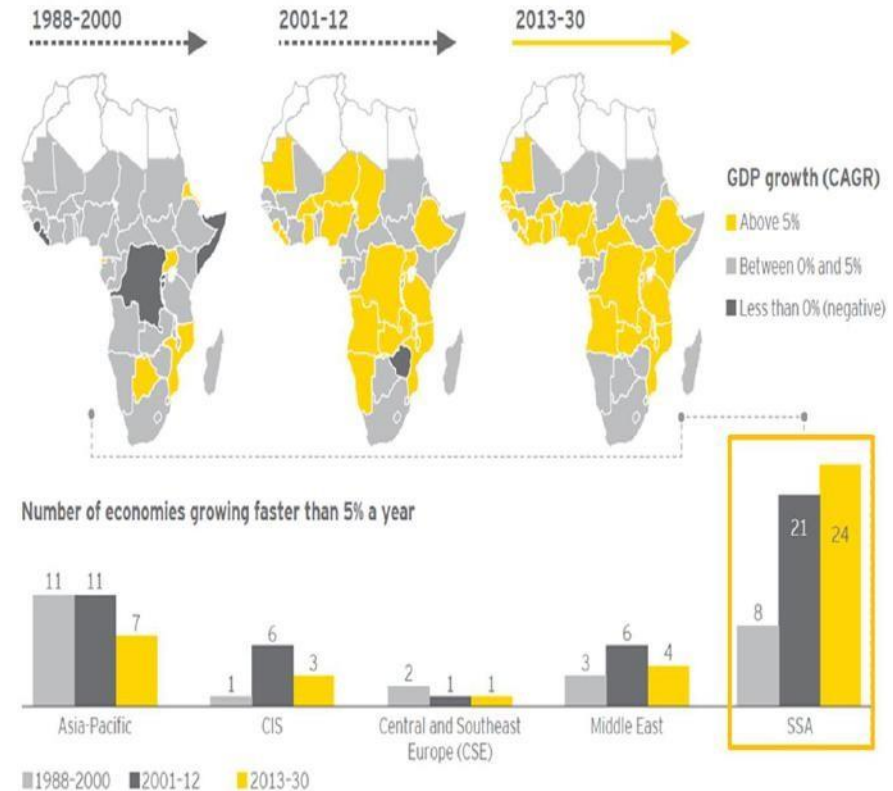 1988-2000 2001-12 2013-30
GDP growth (CAGR)
Above 5%
Between 0% and 5%
Less than 0% (negative)
Number of economies growing faster than 5% a year
11 11 7
1 6 3
2 1 1
3 6 4
8 21 24
Asia-Pacific
CIS
Central and Southeast
Europe (CSE)
Middle East
SSA
1988-2000 2001-12 2013-30